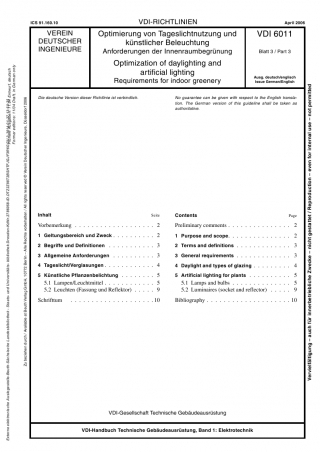 ICS 91.160.10
VDI-RICHTLINIEN
April 2006
VEREIN
DEUTSCHER
INGENIEURE
Optimierung von Tageslichtnutzung und
künstlicher Beleuchtung
Anforderungen der Innenraumbegrünung
Optimization of daylighting and
artificial lighting
Requirements for indoor greenery
VDI 6011
Blatt 3 / Part 3
Ausg. deutsch/englisch
Issue German/English
Die deutsche Version dieser Richtlinie ist verbindlich.
No guarantee can be given with respect to the English transla-
tion. The German version of this guideline shall be taken as
authoritative.
Inhalt Seite
Vorbemerkung . . . 2
1 Geltungsbereich und Zweck . . . 2
2 Begriffe und Definitionen . . . 3
3 Allgemeine Anforderungen . . . 3
4 Tageslicht/Verglasungen . . . 4
5 Künstliche Pflanzenbelichtung . . . 5
5.1 Lampen/Leuchtmittel . . . 5
5.2 Leuchten (Fassung und Reflektor) . . . 9
Schrifttum . . . 10
Contents Page
Preliminary comments . . . 2
1 Purpose and scope . . . 2
2 Terms and definitions . . . 3
3 General requirements . . . 3
4 Daylight and types of glazing . . . 4
5 Artificial lighting for plants . . . 5
5.1 Lamps and bulbs . . . 5
5.2 Luminaires (socket and reflector) . . . 9
Bibliography . . . 10
VDI-Gesellschaft Technische Gebäudeausrüstung
VDI-Handbuch Technische Gebäudeausrüstung, Band 1: Elektrotechnik
Vervielfältigung – auch für innerbetriebliche Zwecke – nicht gestattet / Reproduction – even for internal use – not permitted